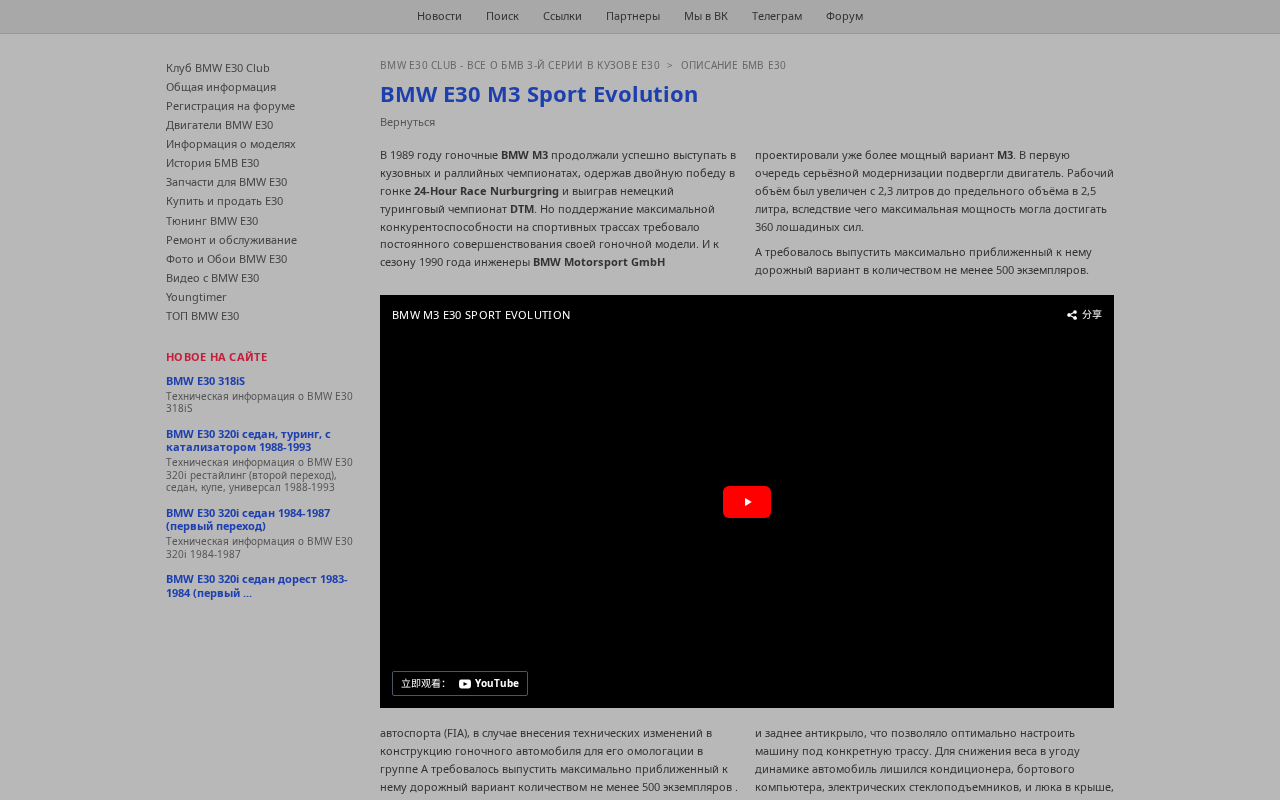 Новости Поиск Ссылки Партнеры Мы в ВК Телеграм Форум
Клуб BMW E30 Club
Общая информация
Регистрация на форуме
Двигатели BMW E30
Информация о моделях
История БМВ Е30
Запчасти для BMW E30
Купить и продать Е30
Тюнинг BMW E30
Ремонт и обслуживание
Фото и Обои BMW E30
Видео с BMW E30
Youngtimer
ТОП BMW E30
НОВОЕ НА САЙТЕ
BMW E30 318iS
Техническая информация о BMW E30
318iS
BMW E30 320i седан, туринг, с
катализатором 1988-1993
Техническая информация о BMW E30
320i рестайлинг (второй переход),
седан, купе, универсал 1988-1993
BMW E30 320i седан 1984-1987
(первый переход)
Техническая информация о BMW E30
320i 1984-1987
BMW E30 320i седан дорест 1983-
1984 (первый ...
BMW E30 CLUB - ВСЕ О БМВ 3-Й СЕРИИ В КУЗОВЕ Е30 > ОПИСАНИЕ БМВ Е30
BMW E30 M3 Sport Evolution
Вернуться
В 1989 году гоночные BMW M3 продолжали успешно выступать в
кузовных и раллийных чемпионатах, одержав двойную победу в
гонке 24-Hour Race Nurburgring и выиграв немецкий
туринговый чемпионат DTM. Но поддержание максимальной
конкурентоспособности на спортивных трассах требовало
постоянного совершенствования своей гоночной модели. И к
сезону 1990 года инженеры BMW Motorsport GmbH
проектировали уже более мощный вариант M3. В первую
очередь серьёзной модернизации подвергли двигатель. Рабочий
объём был увеличен с 2,3 литров до предельного объёма в 2,5
литра, вследствие чего максимальная мощность могла достигать
360 лошадиных сил.
А требовалось выпустить максимально приближенный к нему
дорожный вариант в количеством не менее 500 экземпляров.
BMW M3 E30 SPORT EVOLUTION
分享
立即观看： YouTube
автоспорта (FIA), в случае внесения технических изменений в
конструкцию гоночного автомобиля для его омологации в
группе А требовалось выпустить максимально приближенный к
нему дорожный вариант количеством не менее 500 экземпляров .
и заднее антикрыло, что позволяло оптимально настроить
машину под конкретную трассу. Для снижения веса в угоду
динамике автомобиль лишился кондиционера, бортового
компьютера, электрических стеклоподъемников, и люка в крыше,